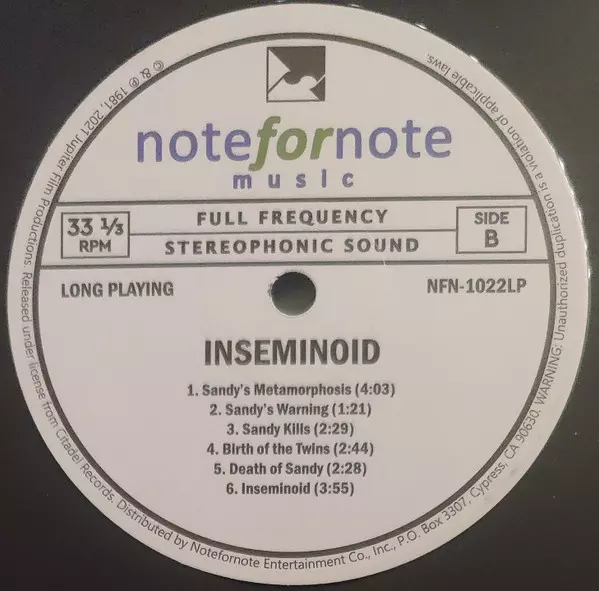 notefornote
music
33 1/3
RPM
FULL FREQUENCY
STEREOPHONIC SOUND
SIDE
B
LONG PLAYING
NFN-1022LP
INSEMINOID
1. Sandy's Metamorphosis (4:03)
2. Sandy's Warning (1:21)
3. Sandy Kills (2:29)
4. Birth of the Twins (2:44)
5. Death of Sandy (2:28)
6. Inseminoid (3:55)
© & ℗ 1981, 2021 Jupiter Film Productions. Released under license from Citadel Records. Distributed by Notefornote Entertainment Co., Inc., P.O. Box 3307, Cypress, CA 90630. WARNING: Unauthorized duplication is a violation of applicable laws.